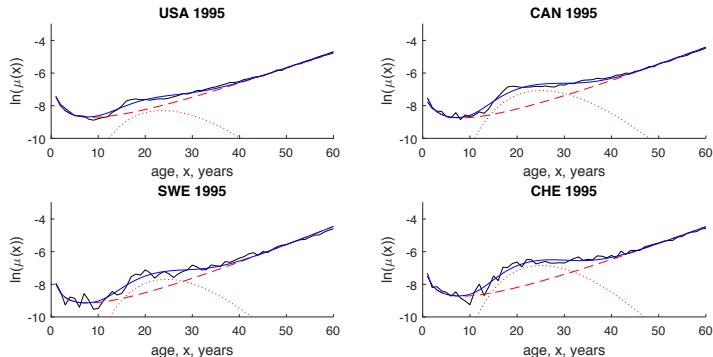 USA 1995
CAN 1995
ln(μ(x))
-4
-6
-8
-10
0 10 20 30 40 50 60
age, x, years
ln(μ(x))
-4
-6
-8
-10
0 10 20 30 40 50 60
age, x, years
SWE 1995
CHE 1995
ln(μ(x))
-4
-6
-8
-10
0 10 20 30 40 50 60
age, x, years
ln(μ(x))
-4
-6
-8
-10
0 10 20 30 40 50 60
age, x, years